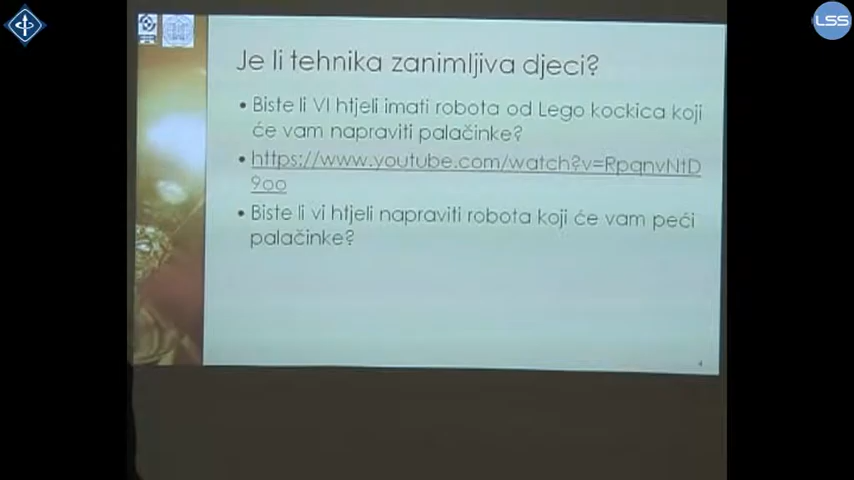 LSS
Je li tehnika zanimljiva djeci?
• Biste li VI htjeli imati robota od Lego kockica koji
će vam napraviti palačinke?
• https://www.youtube.com/watch?v=RpqnvNtD
9oo
• Biste li vi htjeli napraviti robota koji će vam peći
palačinke?
4